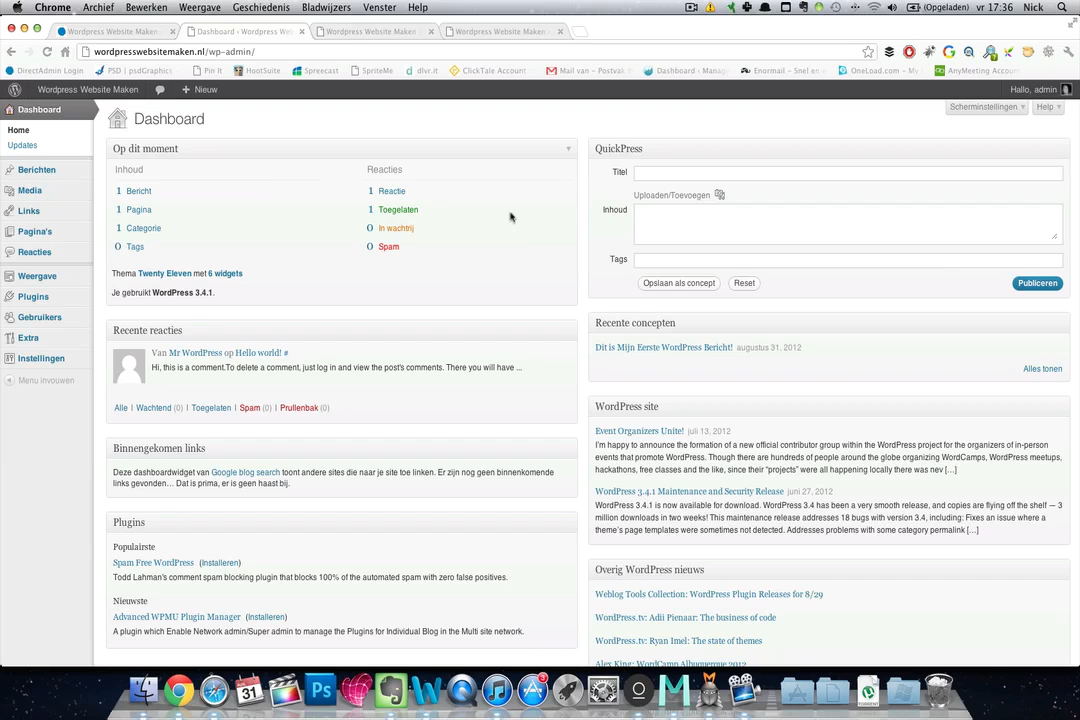 Chrome Archief Bewerken Weergave Geschiedenis Bladwijzers Venster Help (Opgeladen) vr 17:36 Nick
Wordpress Website Maken Dashboard ‹ Wordpress Web Wordpress Website Maken Wordpress Website Maken
wordpresswebsitemaken.nl/wp-admin/
DirectAdmin Login PSD | psdGraphics Pin It HootSuite Spreecast SpriteMe dlvr.it ClickTale Account Mail van – Postvak Dashboard ‹ Manag Enormail – Snel en OneLoad.com – My AnyMeeting Accoun
Wordpress Website Maken + Nieuw Hallo, admin
Dashboard
Home
Updates
Berichten
Media
Links
Pagina's
Reacties
Weergave
Plugins
Gebruikers
Extra
Instellingen
Menu invouwen
Scherminstellingen Help
Dashboard
Op dit moment
Inhoud Reacties
1 Bericht 1 Reactie
1 Pagina 1 Toegelaten
1 Categorie 0 In wachtrij
0 Tags 0 Spam
Thema Twenty Eleven met 6 widgets
Je gebruikt WordPress 3.4.1.
Recente reacties
Van Mr WordPress op Hello world! #
Hi, this is a comment.To delete a comment, just log in and view the post's comments. There you will have ...
Alle | Wachtend (0) | Toegelaten | Spam (0) | Prullenbak (0)
Binnengekomen links
Deze dashboardwidget van Google blog search toont andere sites die naar je site toe linken. Er zijn nog geen binnenkomende
links gevonden… Dat is prima, er is geen haast bij.
Plugins
Populairste
Spam Free WordPress (Installeren)
Todd Lahman's comment spam blocking plugin that blocks 100% of the automated spam with zero false positives.
Nieuwste
Advanced WPMU Plugin Manager (Installeren)
A plugin which Enable Network admin/Super admin to manage the Plugins for Individual Blog in the Multi site network.
QuickPress
Titel
Uploaden/Toevoegen
Inhoud
Tags
Opslaan als concept Reset Publiceren
Recente concepten
Dit is Mijn Eerste WordPress Bericht! augustus 31, 2012
Alles tonen
WordPress site
Event Organizers Unite! juli 13, 2012
I'm happy to announce the formation of a new official contributor group within the WordPress project for the organizers of in-person
events that promote WordPress. Though there are hundreds of people around the globe organizing WordCamps, WordPress meetups,
hackathons, free classes and the like, since their "projects" were all happening locally there was nev […]
WordPress 3.4.1 Maintenance and Security Release juni 27, 2012
WordPress 3.4.1 is now available for download. WordPress 3.4 has been a very smooth release, and copies are flying off the shelf — 3
million downloads in two weeks! This maintenance release addresses 18 bugs with version 3.4, including: Fixes an issue where a
theme's page templates were sometimes not detected. Addresses problems with some category permalink […]
Overig WordPress nieuws
Weblog Tools Collection: WordPress Plugin Releases for 8/29
WordPress.tv: Adii Pienaar: The business of code
WordPress.tv: Ryan Imel: The state of themes
Alex King: WordCamp Albuquerque 2012
31
Ps
3